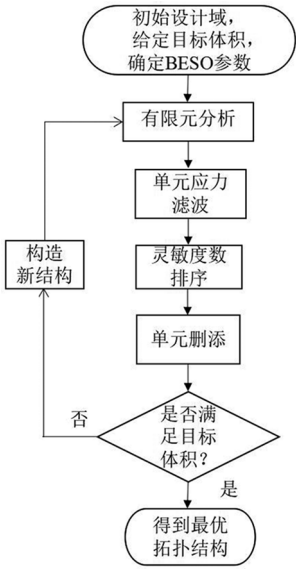 初始设计域,
给定目标体积,
确定BESO参数
有限元分析
单元应力
滤波
灵敏度数
排序
构造
新结构
单元删添
否
是否满
足目标
体积?
是
得到最优
拓扑结构